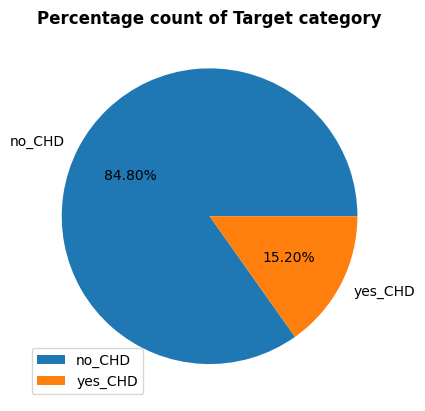 Percentage count of Target category
no_CHD
84.80%
15.20%
yes_CHD
no_CHD
yes_CHD